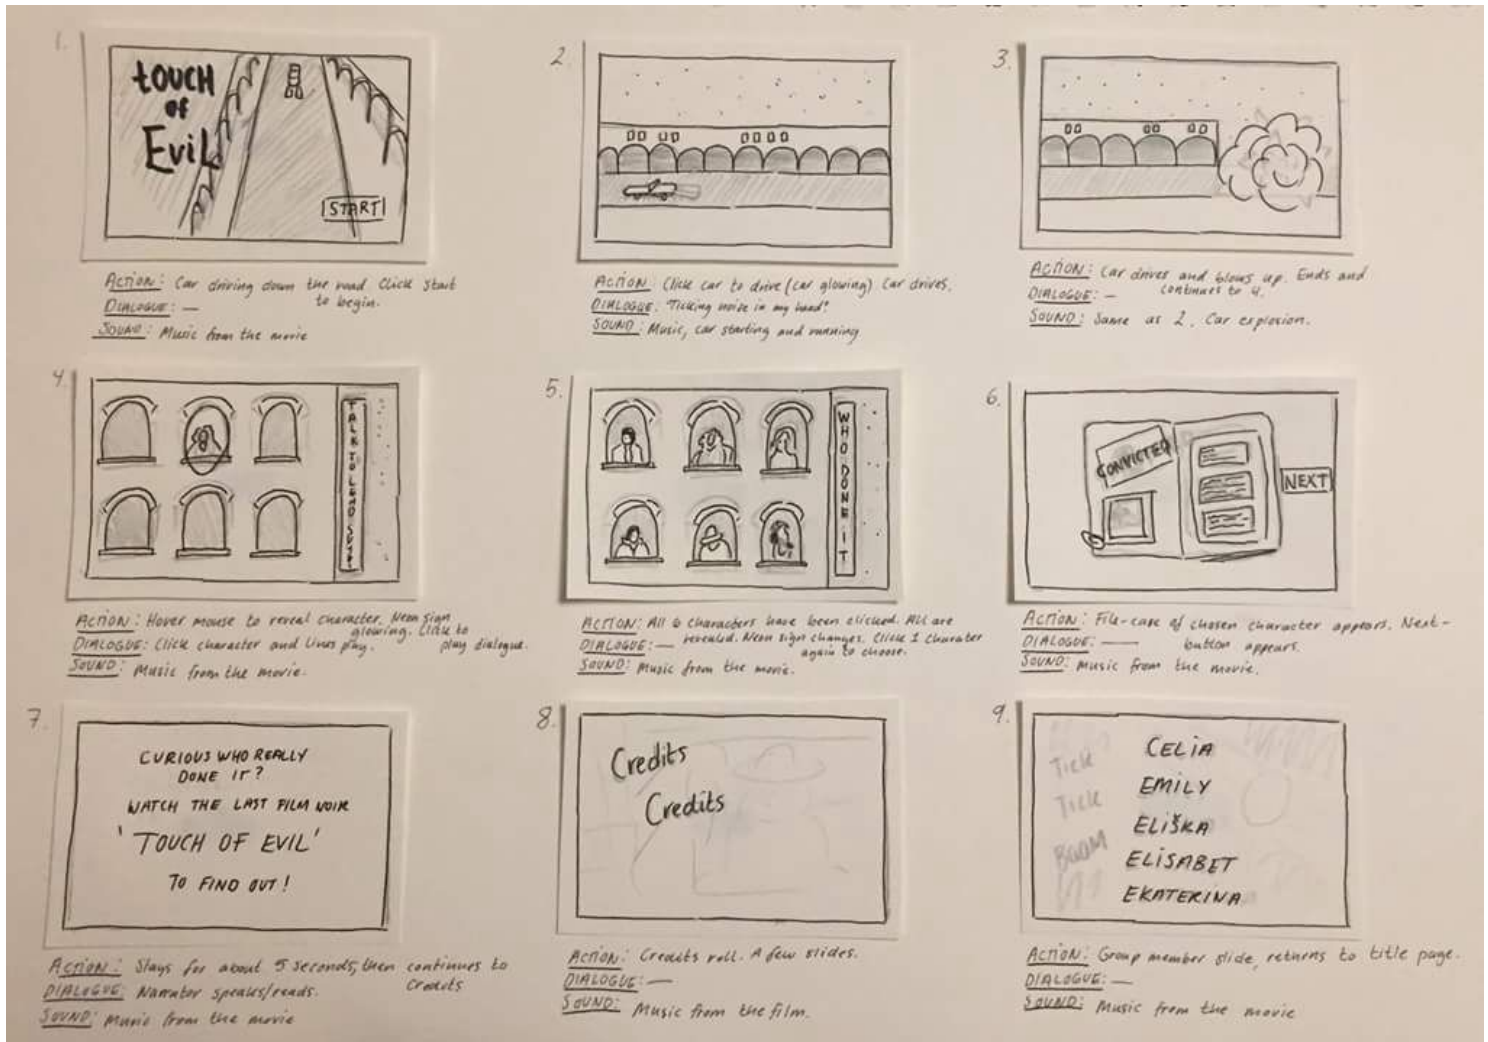 1.
TOUCH
OF
EVIL
START
ACTION: Car driving down the road Click start
to begin.
DIALOGUE: —
SOUND: Music from the movie
2.
ACTION: Click car to drive (car glowing) Car drives.
DIALOGUE: "Ticking noise in my head"
SOUND: Music, car starting and running
3.
ACTION: Car drives and blows up. Ends and
continues to 4.
DIALOGUE: —
SOUND: Same as 2. Car explosion.
4.
TALK TO
ACTION: Hover mouse to reveal character. Neon sign
glowing. Click to
DIALOGUE: Click character and lines play.
play dialogue.
SOUND: Music from the movie.
5.
WHO DONE IT
ACTION: All 6 characters have been clicked. All are
revealed. Neon sign changes. Click 1 charater
DIALOGUE: —
again to choose.
SOUND: Music from the movie.
6.
CONVICTED
NEXT
ACTION: File-case of chosen character appears. Next-
button appears.
DIALOGUE: —
SOUND: Music from the movie.
7.
CURIOUS WHO REALLY
DONE IT?
WATCH THE LAST FILM NOIR
'TOUCH OF EVIL'
TO FIND OUT!
ACTION: Stays for about 5 seconds, then continues to
Credits
DIALOGUE: Narrator speaks/reads.
SOUND: Music from the movie
8.
Credits
Credits
ACTION: Credits roll. A few slides.
DIALOGUE: —
SOUND: Music from the film.
9.
Tick
Tick
BOOM
CELIA
EMILY
ELIŠKA
ELISABET
EKATERINA
ACTION: Group member slide, returns to title page.
DIALOGUE: —
SOUND: Music from the movie